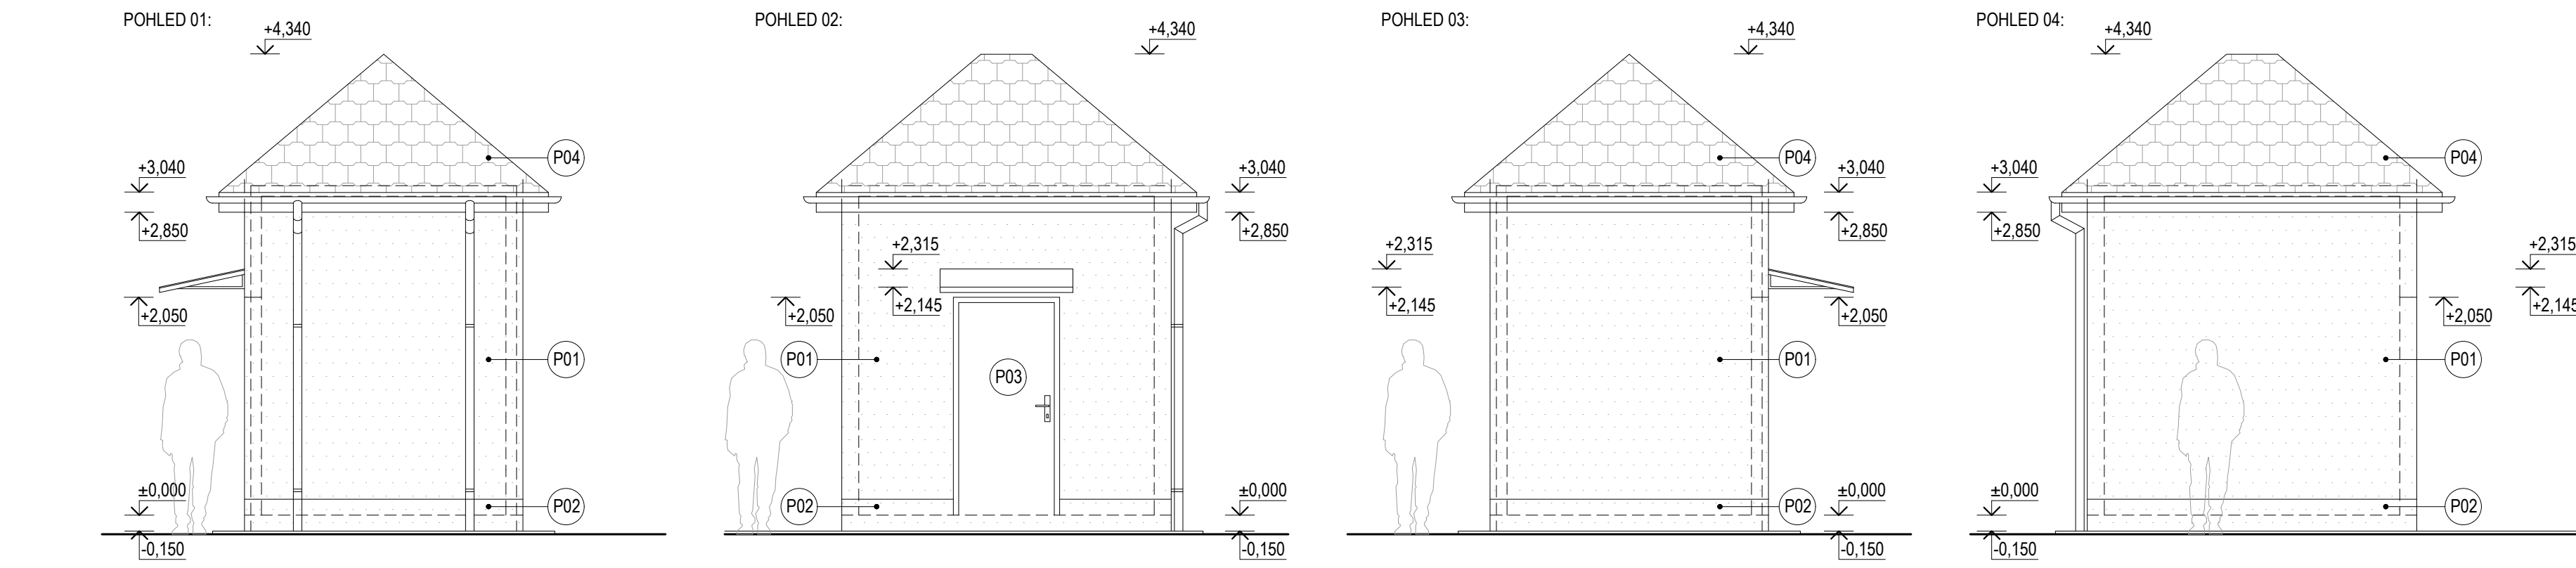 POHLED 01:
+4,340
P04
+3,040
+2,850
+2,050
P01
±0,000
P02
-0,150
POHLED 02:
+4,340
+3,040
+2,850
+2,315
+2,145
+2,050
P01
P03
P02
±0,000
-0,150
POHLED 03:
+4,340
P04
+3,040
+2,850
+2,315
+2,145
+2,050
P01
±0,000
P02
-0,150
POHLED 04:
+4,340
P04
+3,040
+2,850
+2,315
+2,145
+2,050
P01
±0,000
P02
-0,150